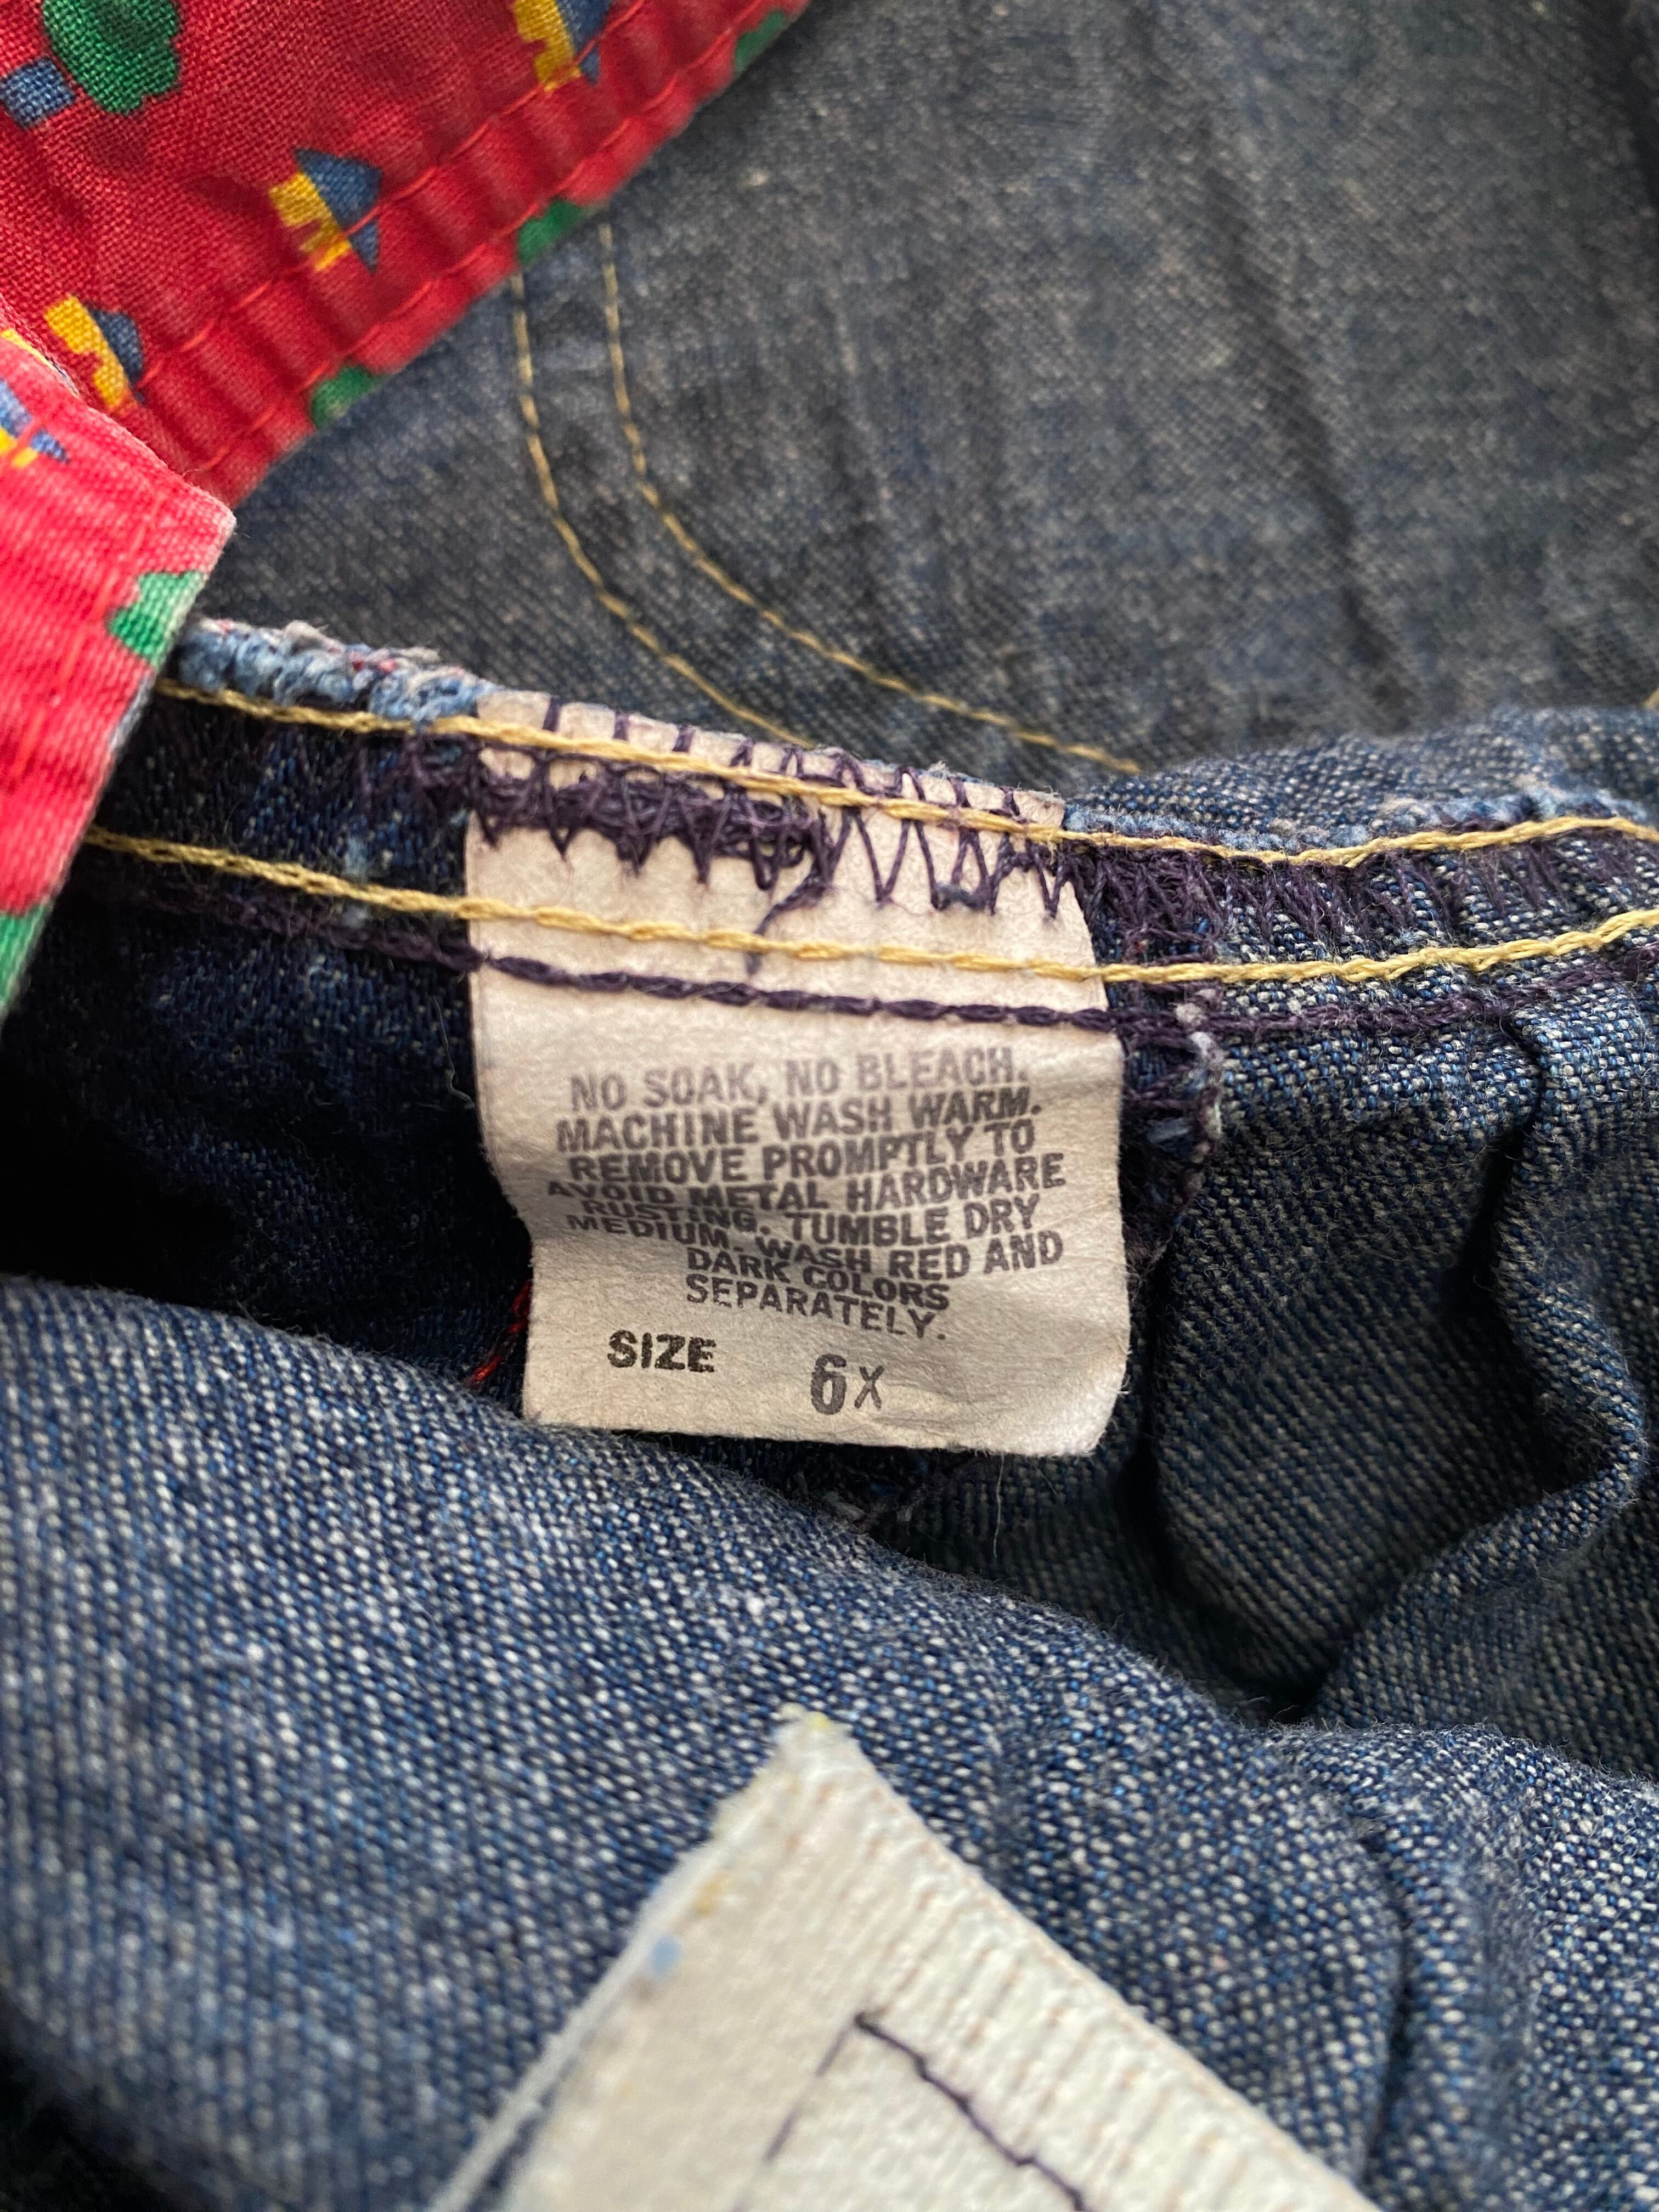 NO SOAK, NO BLEACH.
MACHINE WASH WARM.
REMOVE PROMPTLY TO
AVOID METAL HARDWARE
RUSTING. TUMBLE DRY
MEDIUM. WASH RED AND
DARK COLORS
SEPARATELY.
SIZE 6X